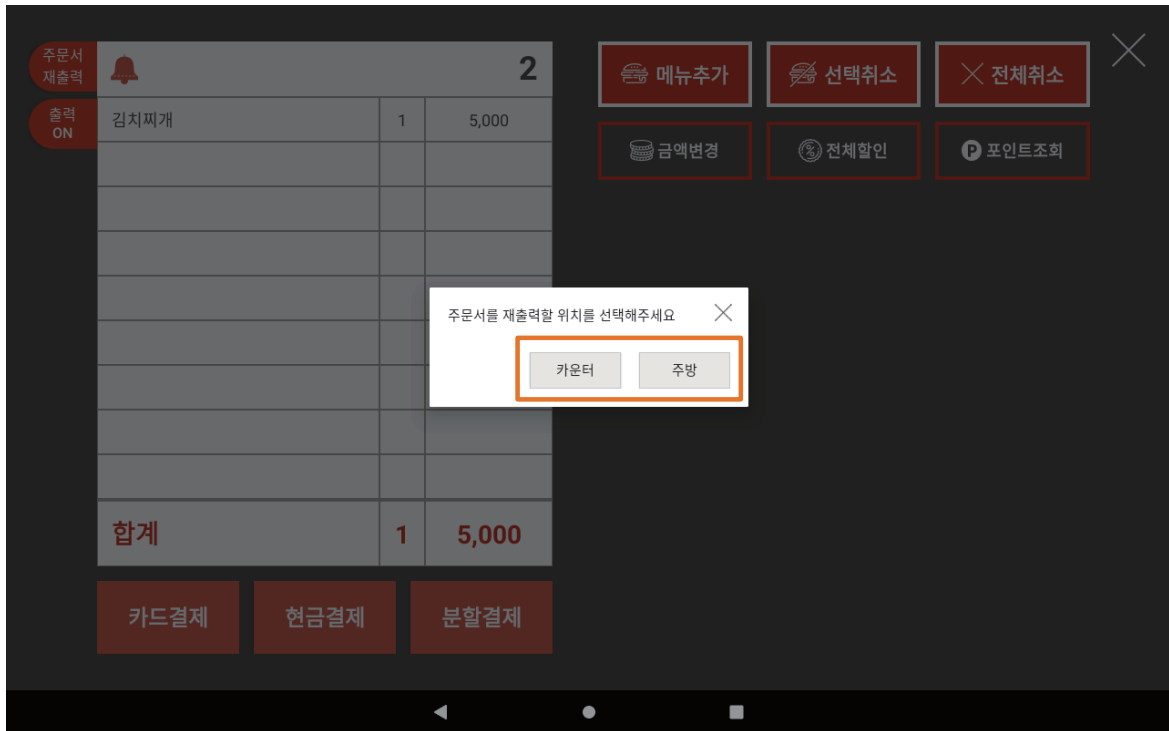 주문서
재출력
출력
ON
2
김치찌개 1 5,000
합계 1 5,000
카드결제 현금결제 분할결제
메뉴추가 선택취소 전체취소
금액변경 전체할인 P 포인트조회
주문서를 재출력할 위치를 선택해주세요
카운터 주방